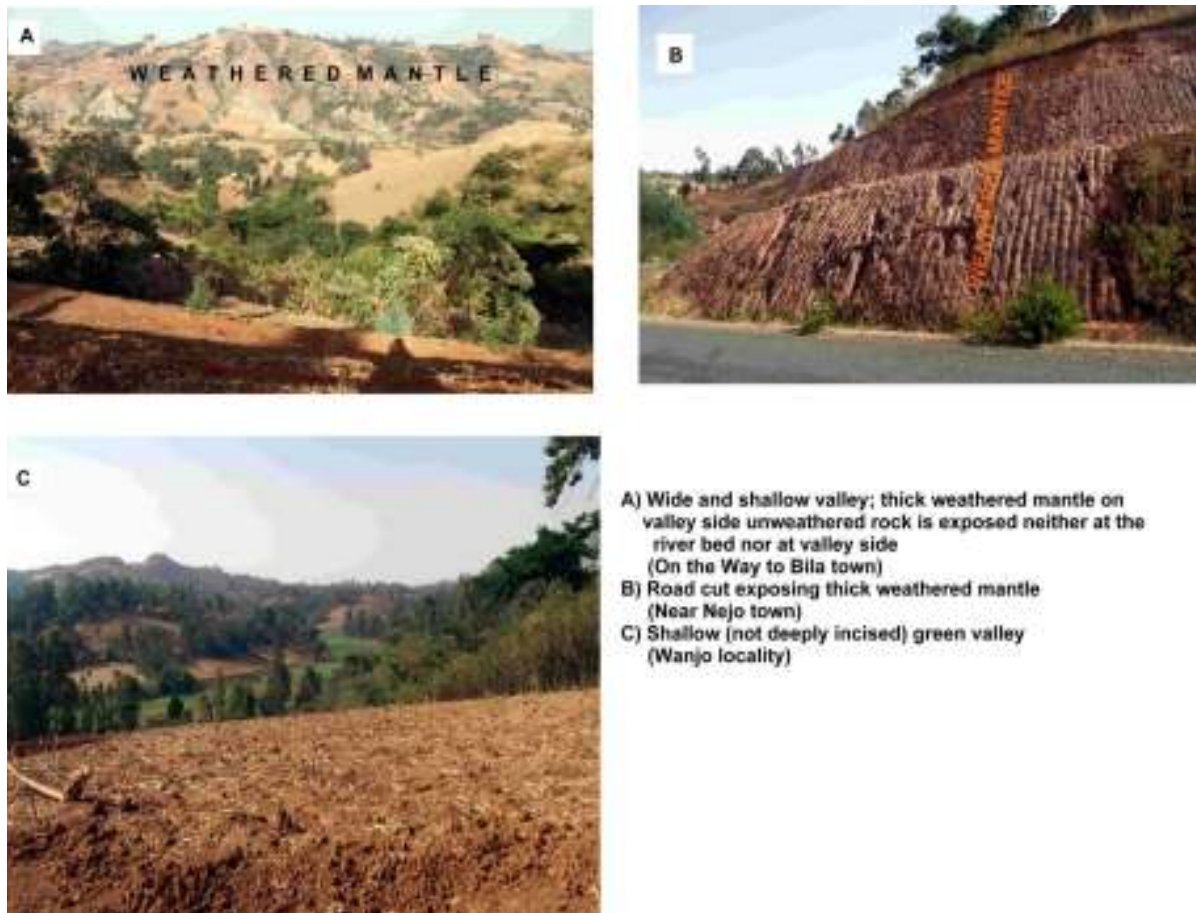 A
WEATHERED MANTLE
B
WEATHERED MANTLE
C
A) Wide and shallow valley; thick weathered mantle on
valley side unweathered rock is exposed neither at the
river bed nor at valley side
(On the Way to Bila town)
B) Road cut exposing thick weathered mantle
(Near Nejo town)
C) Shallow (not deeply incised) green valley
(Wanjo locality)